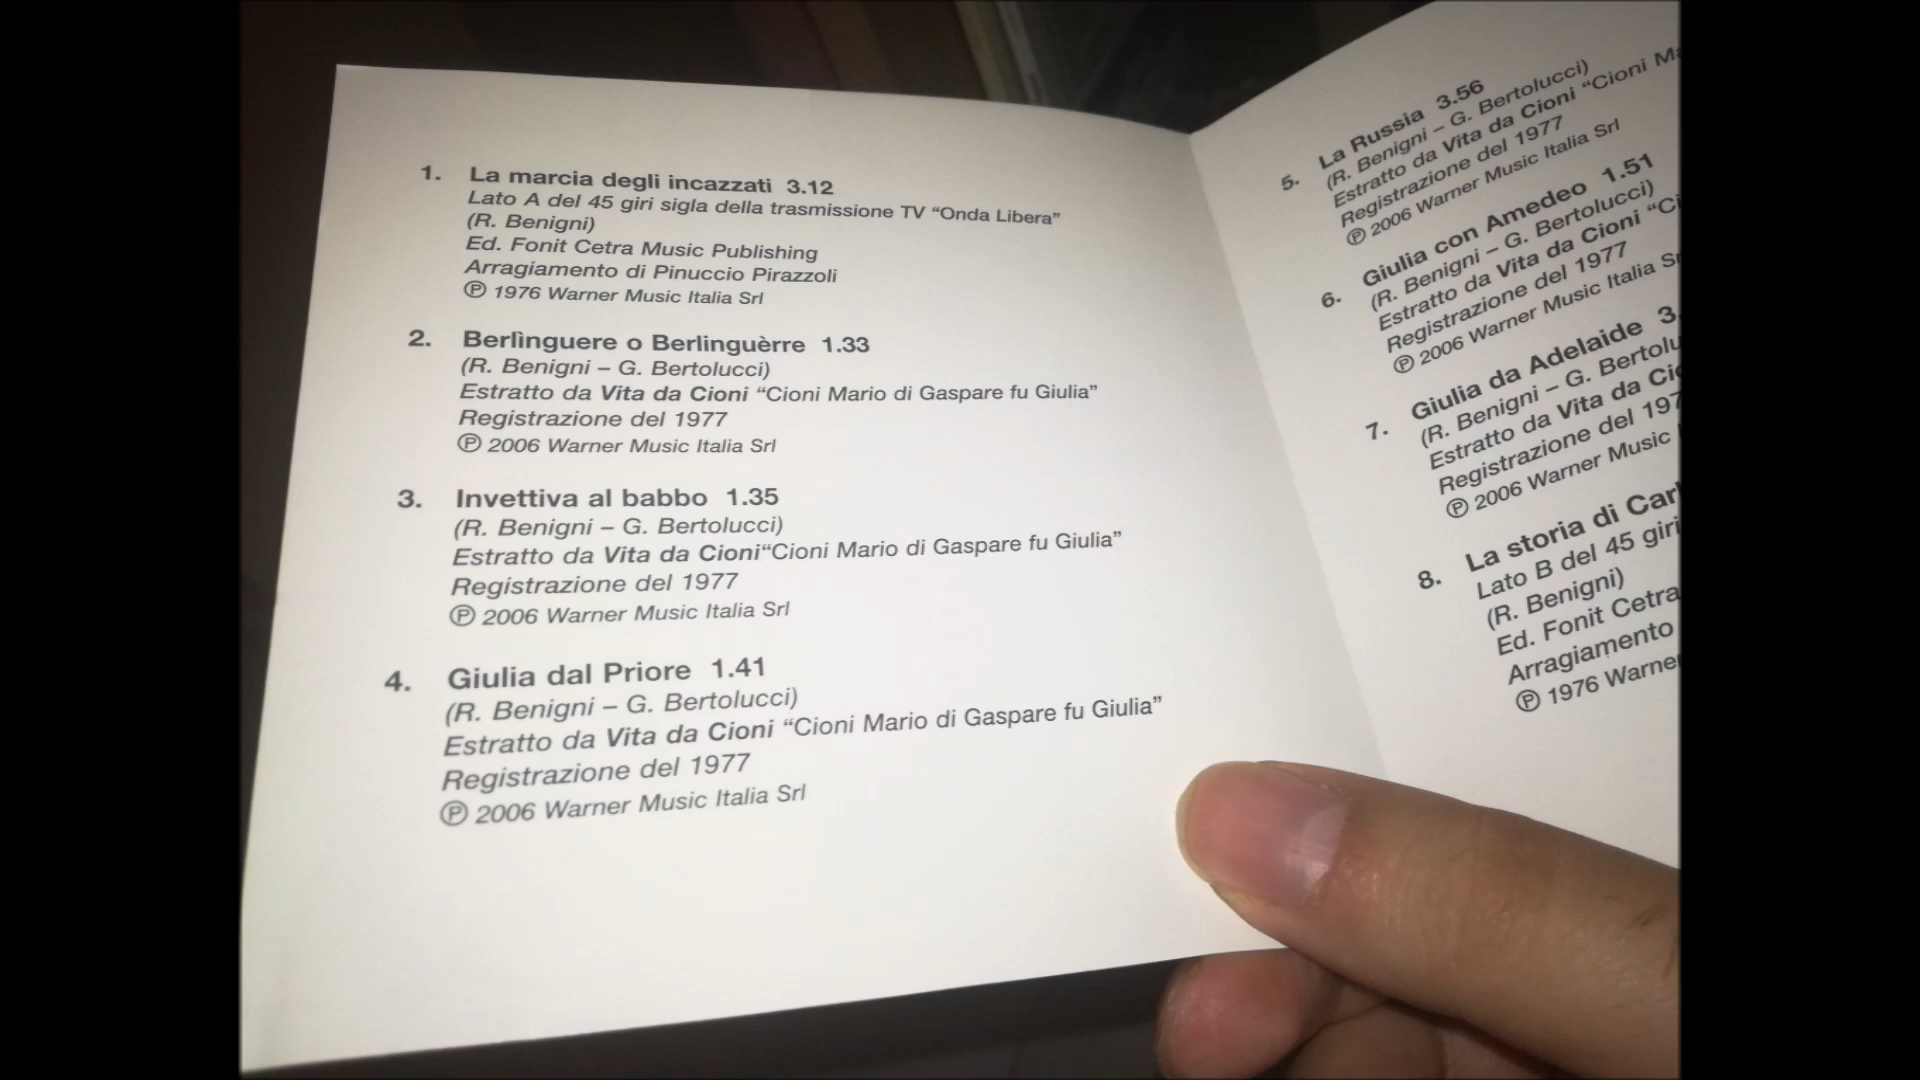 1. La marcia degli incazzati 3.12
Lato A del 45 giri sigla della trasmissione TV “Onda Libera”
(R. Benigni)
Ed. Fonit Cetra Music Publishing
Arragiamento di Pinuccio Pirazzoli
℗ 1976 Warner Music Italia Srl
2. Berlìnguere o Berlinguèrre 1.33
(R. Benigni – G. Bertolucci)
Estratto da Vita da Cioni “Cioni Mario di Gaspare fu Giulia”
Registrazione del 1977
℗ 2006 Warner Music Italia Srl
3. Invettiva al babbo 1.35
(R. Benigni – G. Bertolucci)
Estratto da Vita da Cioni“Cioni Mario di Gaspare fu Giulia”
Registrazione del 1977
℗ 2006 Warner Music Italia Srl
4. Giulia dal Priore 1.41
(R. Benigni – G. Bertolucci)
Estratto da Vita da Cioni “Cioni Mario di Gaspare fu Giulia”
Registrazione del 1977
℗ 2006 Warner Music Italia Srl
5. La Russia 3.56
(R. Benigni – G. Bertolucci)
Estratto da Vita da Cioni “Cioni
Registrazione del 1977
℗ 2006 Warner Music Italia Srl
6. Giulia con Amedeo 1.51
(R. Benigni – G. Bertolucci)
Estratto da Vita da Cioni
Registrazione del 1977
℗ 2006 Warner Music Italia
7. Giulia da Adelaide
(R. Benigni – G.
Estratto da Vita da
Registrazione del
℗ 2006 Warner Music
8. La storia di
Lato B del 45 giri
(R. Benigni)
Ed. Fonit Cetra
Arragiamento
℗ 1976